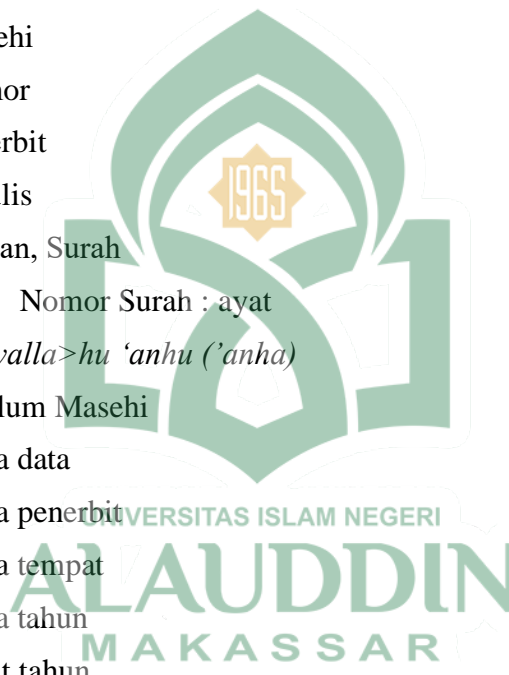 ehi
nor
erbit
ulis
an, Surah
Nomor Surah : ayat
valla>hu ‘anhu (’anha)
lum Masehi
a data
a penerbit
a tempat
a tahun
t tahun
1965
UNIVERSITAS ISLAM NEGERI
ALAUDDIN
MAKASSAR